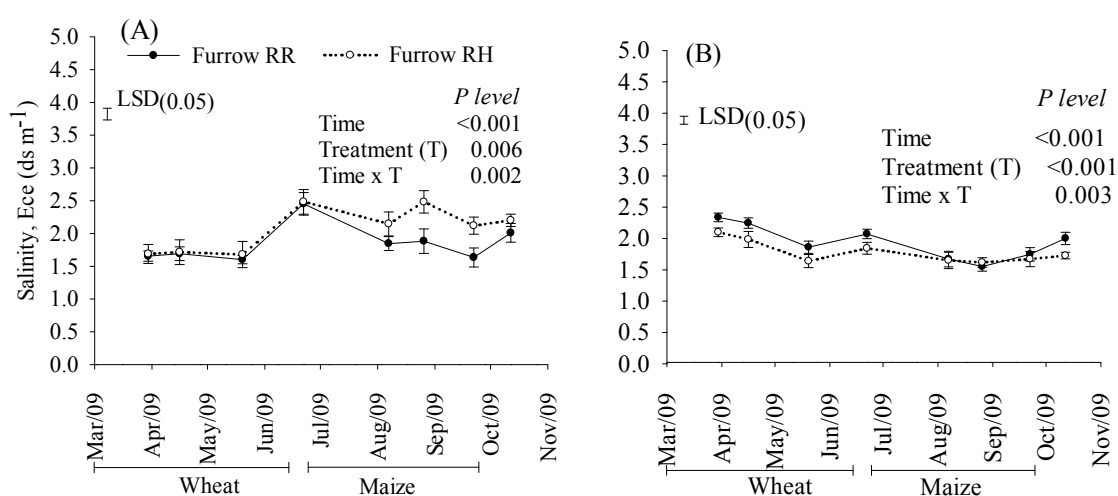 (A)
Furrow RR
Furrow RH
LSD(0.05)
P level
Time <0.001
Treatment (T) 0.006
Time x T 0.002
Salinity, Ece (ds m-1)
5.0
4.5
4.0
3.5
3.0
2.5
2.0
1.5
1.0
0.5
0.0
Mar/09
Apr/09
May/09
Jun/09
Jul/09
Aug/09
Sep/09
Oct/09
Nov/09
Wheat
Maize
(B)
LSD(0.05)
P level
Time <0.001
Treatment (T) <0.001
Time x T 0.003
5.0
4.5
4.0
3.5
3.0
2.5
2.0
1.5
1.0
0.5
0.0
Mar/09
Apr/09
May/09
Jun/09
Jul/09
Aug/09
Sep/09
Oct/09
Nov/09
Wheat
Maize